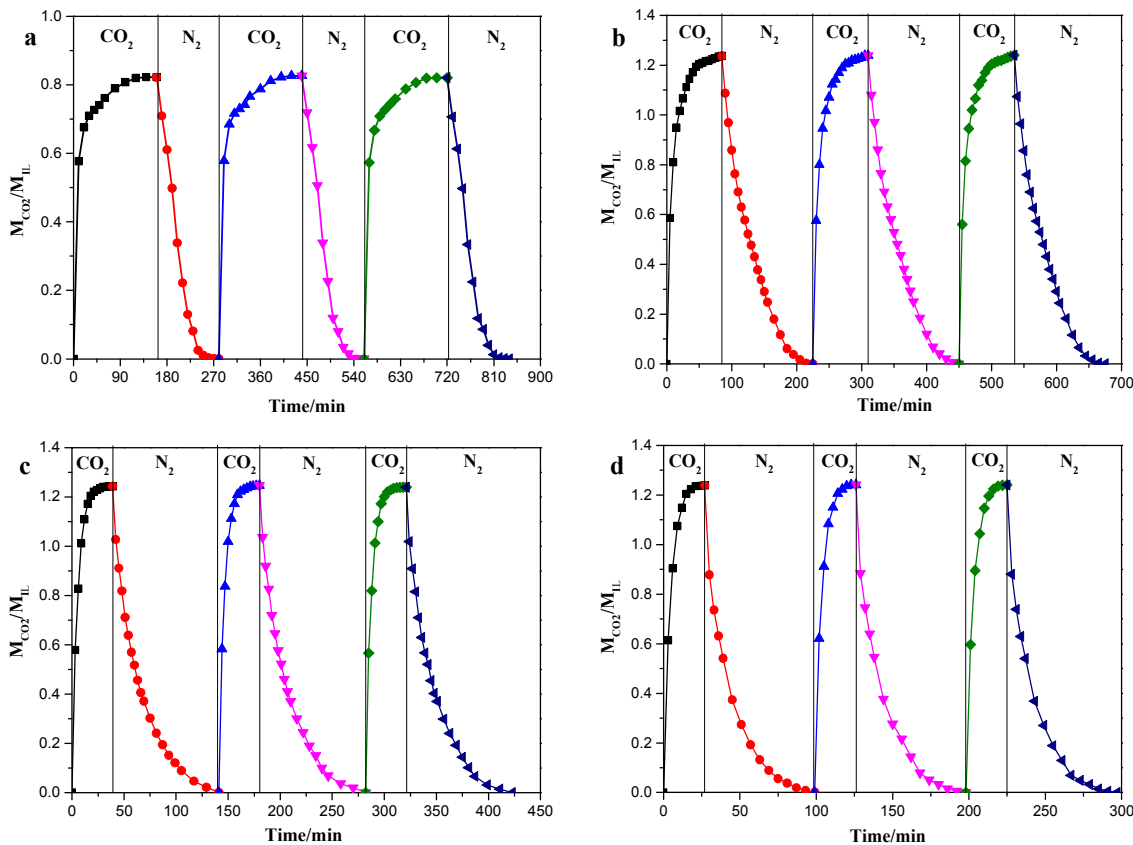 a
CO2 N2 CO2 N2 CO2 N2
1.0
0.8
0.6
0.4
0.2
0.0
MCO2/MIL
0 90 180 270 360 450 540 630 720 810 900
Time/min
b
CO2 N2 CO2 N2 CO2 N2
1.4
1.2
1.0
0.8
0.6
0.4
0.2
0.0
MCO2/MIL
0 100 200 300 400 500 600 700
Time/min
c
CO2 N2 CO2 N2 CO2 N2
1.4
1.2
1.0
0.8
0.6
0.4
0.2
0.0
MCO2/MIL
0 50 100 150 200 250 300 350 400 450
Time/min
d
CO2 N2 CO2 N2 CO2 N2
1.4
1.2
1.0
0.8
0.6
0.4
0.2
0.0
MCO2/MIL
0 50 100 150 200 250 300
Time/min